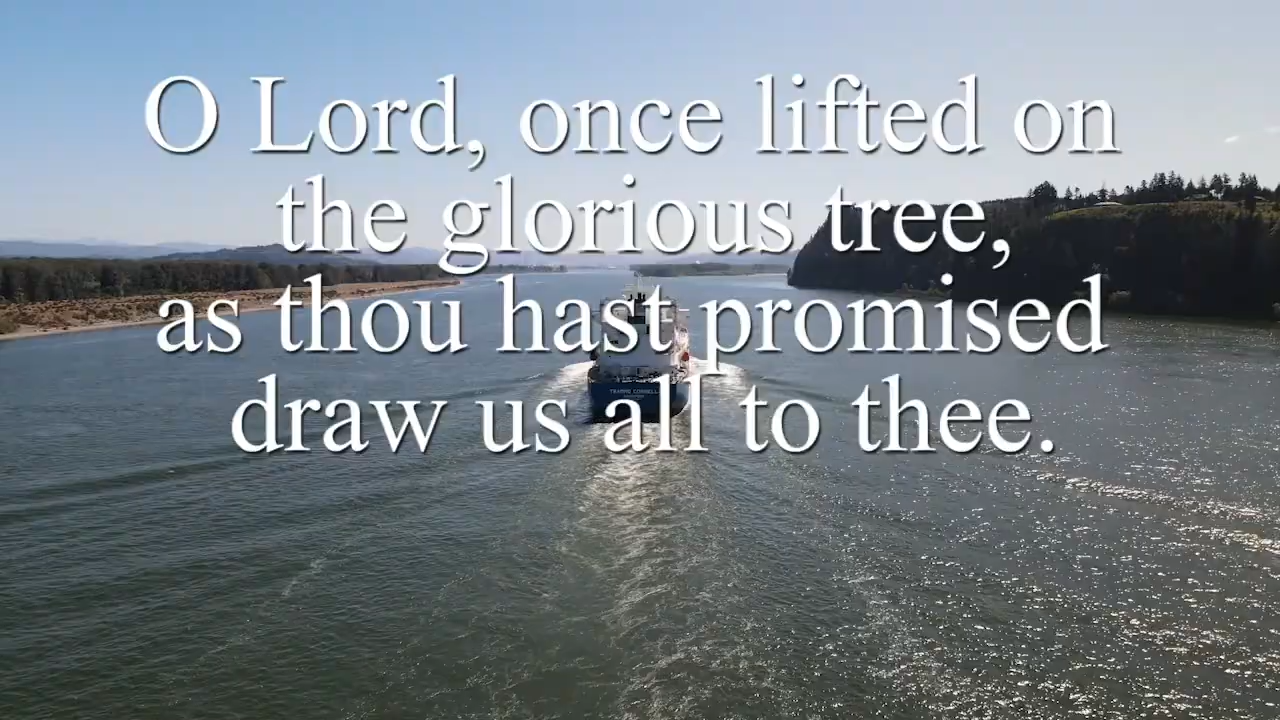 O Lord, once lifted on
the glorious tree,
as thou hast promised
draw us all to thee.